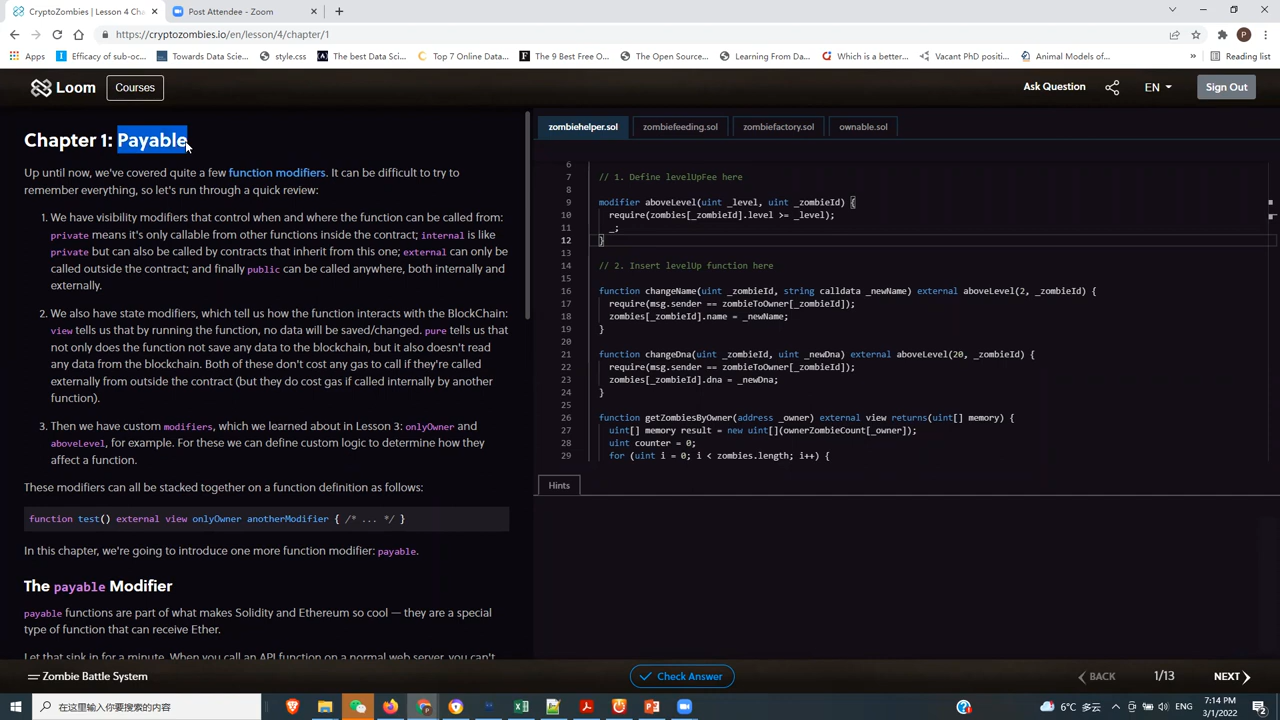 CryptoZombies | Lesson 4 Cha
Post Attendee - Zoom
https://cryptozombies.io/en/lesson/4/chapter/1
P
Apps
Efficacy of sub-oc...
Towards Data Scie...
style.css
The best Data Sci...
Top 7 Online Data...
The 9 Best Free O...
The Open Source...
Learning From Da...
Which is a better...
Vacant PhD positi...
Animal Models of...
»
Reading list
Loom
Courses
Ask Question
EN
Sign Out
Chapter 1: Payable
Up until now, we've covered quite a few function modifiers. It can be difficult to try to
remember everything, so let's run through a quick review:
1. We have visibility modifiers that control when and where the function can be called from:
private means it's only callable from other functions inside the contract; internal is like
private but can also be called by contracts that inherit from this one; external can only be
called outside the contract; and finally public can be called anywhere, both internally and
externally.
2. We also have state modifiers, which tell us how the function interacts with the BlockChain:
view tells us that by running the function, no data will be saved/changed. pure tells us that
not only does the function not save any data to the blockchain, but it also doesn't read
any data from the blockchain. Both of these don't cost any gas to call if they're called
externally from outside the contract (but they do cost gas if called internally by another
function).
3. Then we have custom modifiers, which we learned about in Lesson 3: onlyOwner and
aboveLevel, for example. For these we can define custom logic to determine how they
affect a function.
These modifiers can all be stacked together on a function definition as follows:
function test() external view onlyOwner anotherModifier { /* ... */ }
In this chapter, we're going to introduce one more function modifier: payable.
The payable Modifier
payable functions are part of what makes Solidity and Ethereum so cool — they are a special
type of function that can receive Ether.
Let that sink in for a minute. When you call an API function on a normal web server, you can't
zombiehelper.sol
zombiefeeding.sol
zombiefactory.sol
ownable.sol
6
7 // 1. Define levelUpFee here
8
9 modifier aboveLevel(uint _level, uint _zombieId) {
10 require(zombies[_zombieId].level >= _level);
11 _;
12 }
13
14 // 2. Insert levelUp function here
15
16 function changeName(uint _zombieId, string calldata _newName) external aboveLevel(2, _zombieId) {
17 require(msg.sender == zombieToOwner[_zombieId]);
18 zombies[_zombieId].name = _newName;
19 }
20
21 function changeDna(uint _zombieId, uint _newDna) external aboveLevel(20, _zombieId) {
22 require(msg.sender == zombieToOwner[_zombieId]);
23 zombies[_zombieId].dna = _newDna;
24 }
25
26 function getZombiesByOwner(address _owner) external view returns(uint[] memory) {
27 uint[] memory result = new uint[](ownerZombieCount[_owner]);
28 uint counter = 0;
29 for (uint i = 0; i < zombies.length; i++) {
Hints
Zombie Battle System
Check Answer
BACK
1/13
NEXT
在这里输入你要搜索的内容
6°C 多云
7:14 PM
3/1/2022